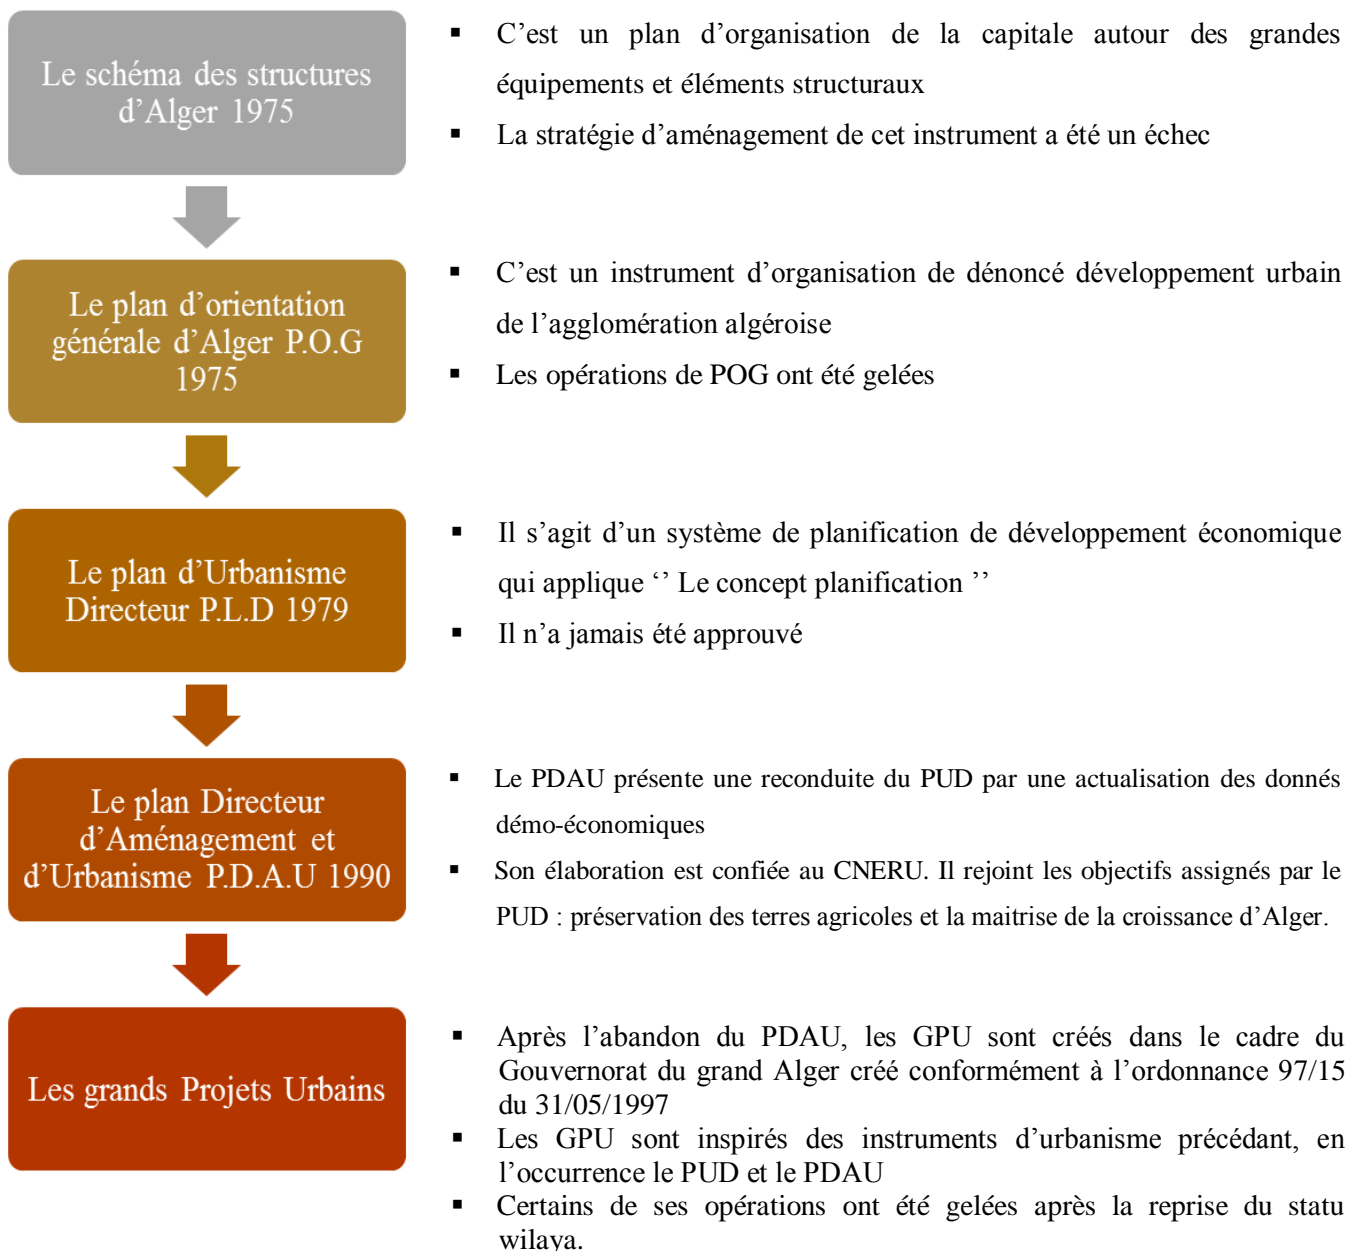 Le schéma des structures
d’Alger 1975
▪ C’est un plan d’organisation de la capitale autour des grandes
équipements et éléments structuraux
▪ La stratégie d’aménagement de cet instrument a été un échec
Le plan d’orientation
générale d’Alger P.O.G
1975
▪ C’est un instrument d’organisation de dénoncé développement urbain
de l’agglomération algéroise
▪ Les opérations de POG ont été gelées
Le plan d’Urbanisme
Directeur P.L.D 1979
▪ Il s’agit d’un système de planification de développement économique
qui applique ‘’ Le concept planification ’’
▪ Il n’a jamais été approuvé
Le plan Directeur
d’Aménagement et
d’Urbanisme P.D.A.U 1990
▪ Le PDAU présente une reconduite du PUD par une actualisation des donnés
démo-économiques
▪ Son élaboration est confiée au CNERU. Il rejoint les objectifs assignés par le
PUD : préservation des terres agricoles et la maitrise de la croissance d’Alger.
Les grands Projets Urbains
▪ Après l’abandon du PDAU, les GPU sont créés dans le cadre du
Gouvernorat du grand Alger créé conformément à l’ordonnance 97/15
du 31/05/1997
▪ Les GPU sont inspirés des instruments d’urbanisme précédant, en
l’occurrence le PUD et le PDAU
▪ Certains de ses opérations ont été gelées après la reprise du statu
wilaya.